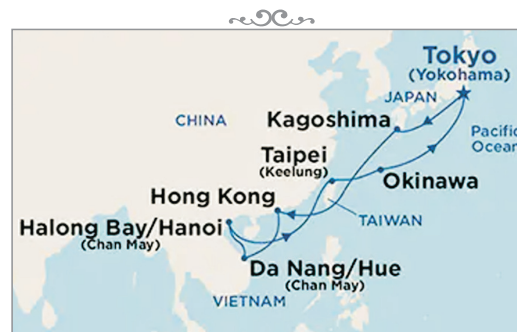 Tokyo
(Yokohama)
JAPAN
Kagoshima
CHINA
Pacific
Ocean
Taipei
(Keelung)
Okinawa
Hong Kong
TAIWAN
Halong Bay/Hanoi
(Chan May)
Da Nang/Hue
(Chan May)
VIETNAM